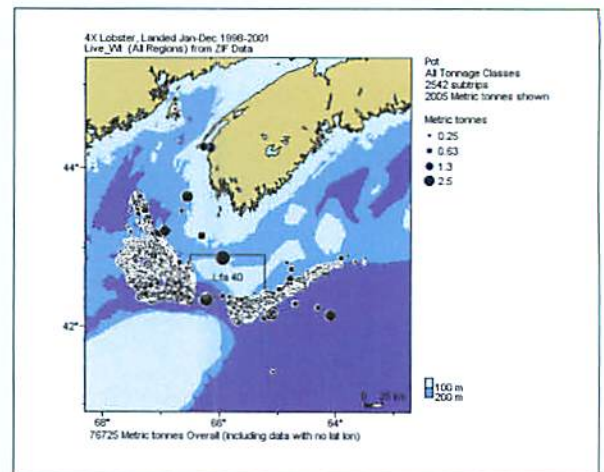 4X Lobster, Landed Jan-Dec 1998-2001
Live_Wt (All Regions) from ZIF Data
Pot
All Tonnage Classes
2542 subtrips
2005 Metric tonnes shown
Metric tonnes
0.25
0.63
1.3
2.5
44°
Lfa 40
42°
0 25 km
100 m
200 m
68° 66° 64°
76725 Metric tonnes Overall (including data with no lat lon)